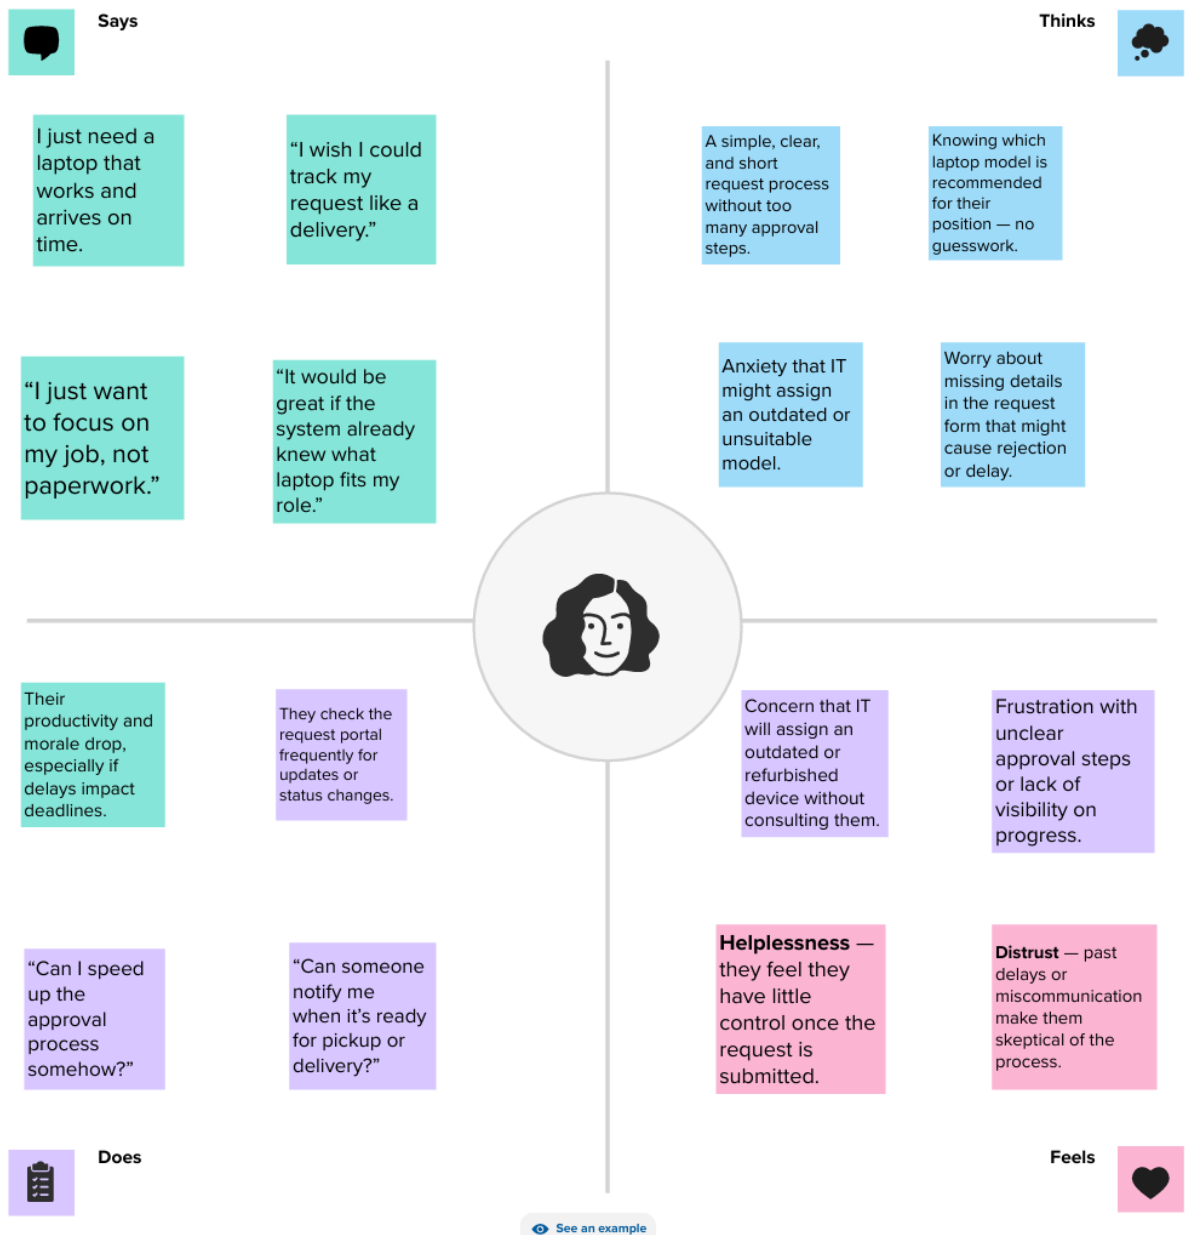 Says
Thinks
I just need a
laptop that
works and
arrives on
time.
“I wish I could
track my
request like a
delivery.”
A simple, clear,
and short
request process
without too
many approval
steps.
Knowing which
laptop model is
recommended
for their
position — no
guesswork.
“I just want
to focus on
my job, not
paperwork.”
“It would be
great if the
system already
knew what
laptop fits my
role.”
Anxiety that IT
might assign
an outdated or
unsuitable
model.
Worry about
missing details
in the request
form that might
cause rejection
or delay.
Their
productivity and
morale drop,
especially if
delays impact
deadlines.
They check the
request portal
frequently for
updates or
status changes.
Concern that IT
will assign an
outdated or
refurbished
device without
consulting them.
Frustration with
unclear
approval steps
or lack of
visibility on
progress.
“Can I speed
up the
approval
process
somehow?”
“Can someone
notify me
when it’s ready
for pickup or
delivery?”
Helplessness —
they feel they
have little
control once the
request is
submitted.
Distrust — past
delays or
miscommunication
make them
skeptical of the
process.
Does
Feels
See an example